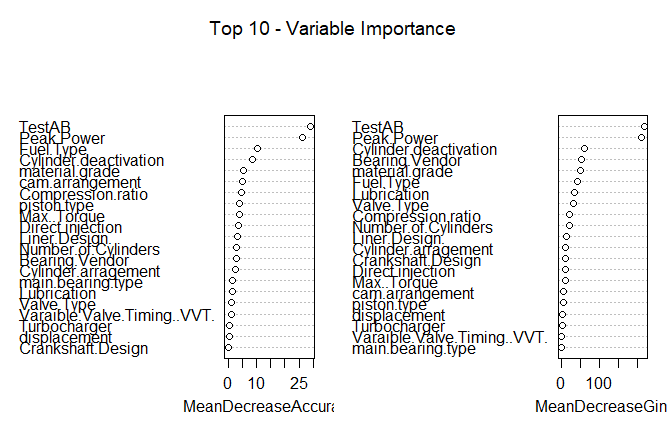 Top 10 - Variable Importance
TestAB
Peak.Power
Fuel.Type
Cylinder.deactivation
material.grade
cam.arrangement
Compression.ratio
piston.type
Max..Torque
Direct.injection
Liner.Design.
Number.of.Cylinders
Bearing.Vendor
Cylinder.arragement
main.bearing.type
Lubrication
Valve.Type
Varaible.Valve.Timing..VVT.
Turbocharger
displacement
Crankshaft.Design
0 10 25
MeanDecreaseAccura
TestAB
Peak.Power
Cylinder.deactivation
Bearing.Vendor
material.grade
Fuel.Type
Lubrication
Valve.Type
Compression.ratio
Number.of.Cylinders
Liner.Design.
Cylinder.arragement
Crankshaft.Design
Direct.injection
Max..Torque
cam.arrangement
piston.type
displacement
Turbocharger
Varaible.Valve.Timing..VVT.
main.bearing.type
0 100
MeanDecreaseGin